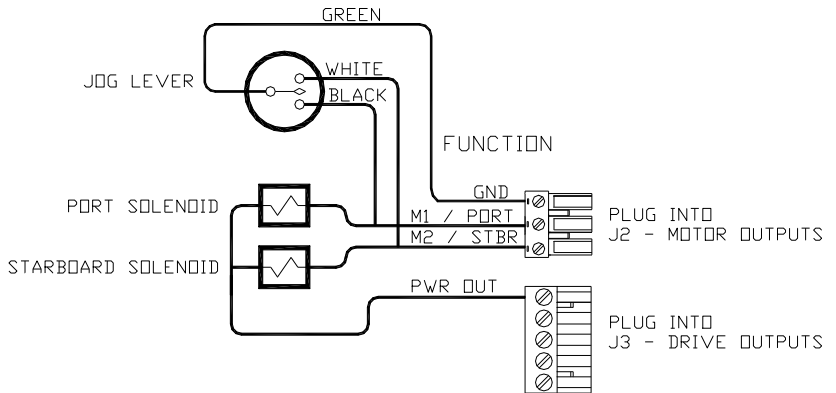 GREEN
WHITE
JOG LEVER
BLACK
FUNCTION
GND
PORT SOLENOID
M1 / PORT
PLUG INTO
J2 - MOTOR OUTPUTS
M2 / STBR
STARBOARD SOLENOID
PWR OUT
PLUG INTO
J3 - DRIVE OUTPUTS